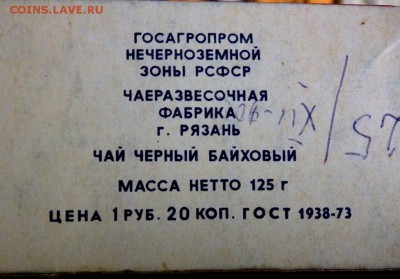 COINS.LAVE.RU
ГОСАГРОПРОМ
НЕЧЕРНОЗЕМНОЙ
ЗОНЫ РСФСР
ЧАЕРАЗВЕСОЧНАЯ
ФАБРИКА
г. РЯЗАНЬ
ЧАЙ ЧЕРНЫЙ БАЙХОВЫЙ
МАССА НЕТТО 125 г
ЦЕНА 1 РУБ. 20 КОП. ГОСТ 1938-73